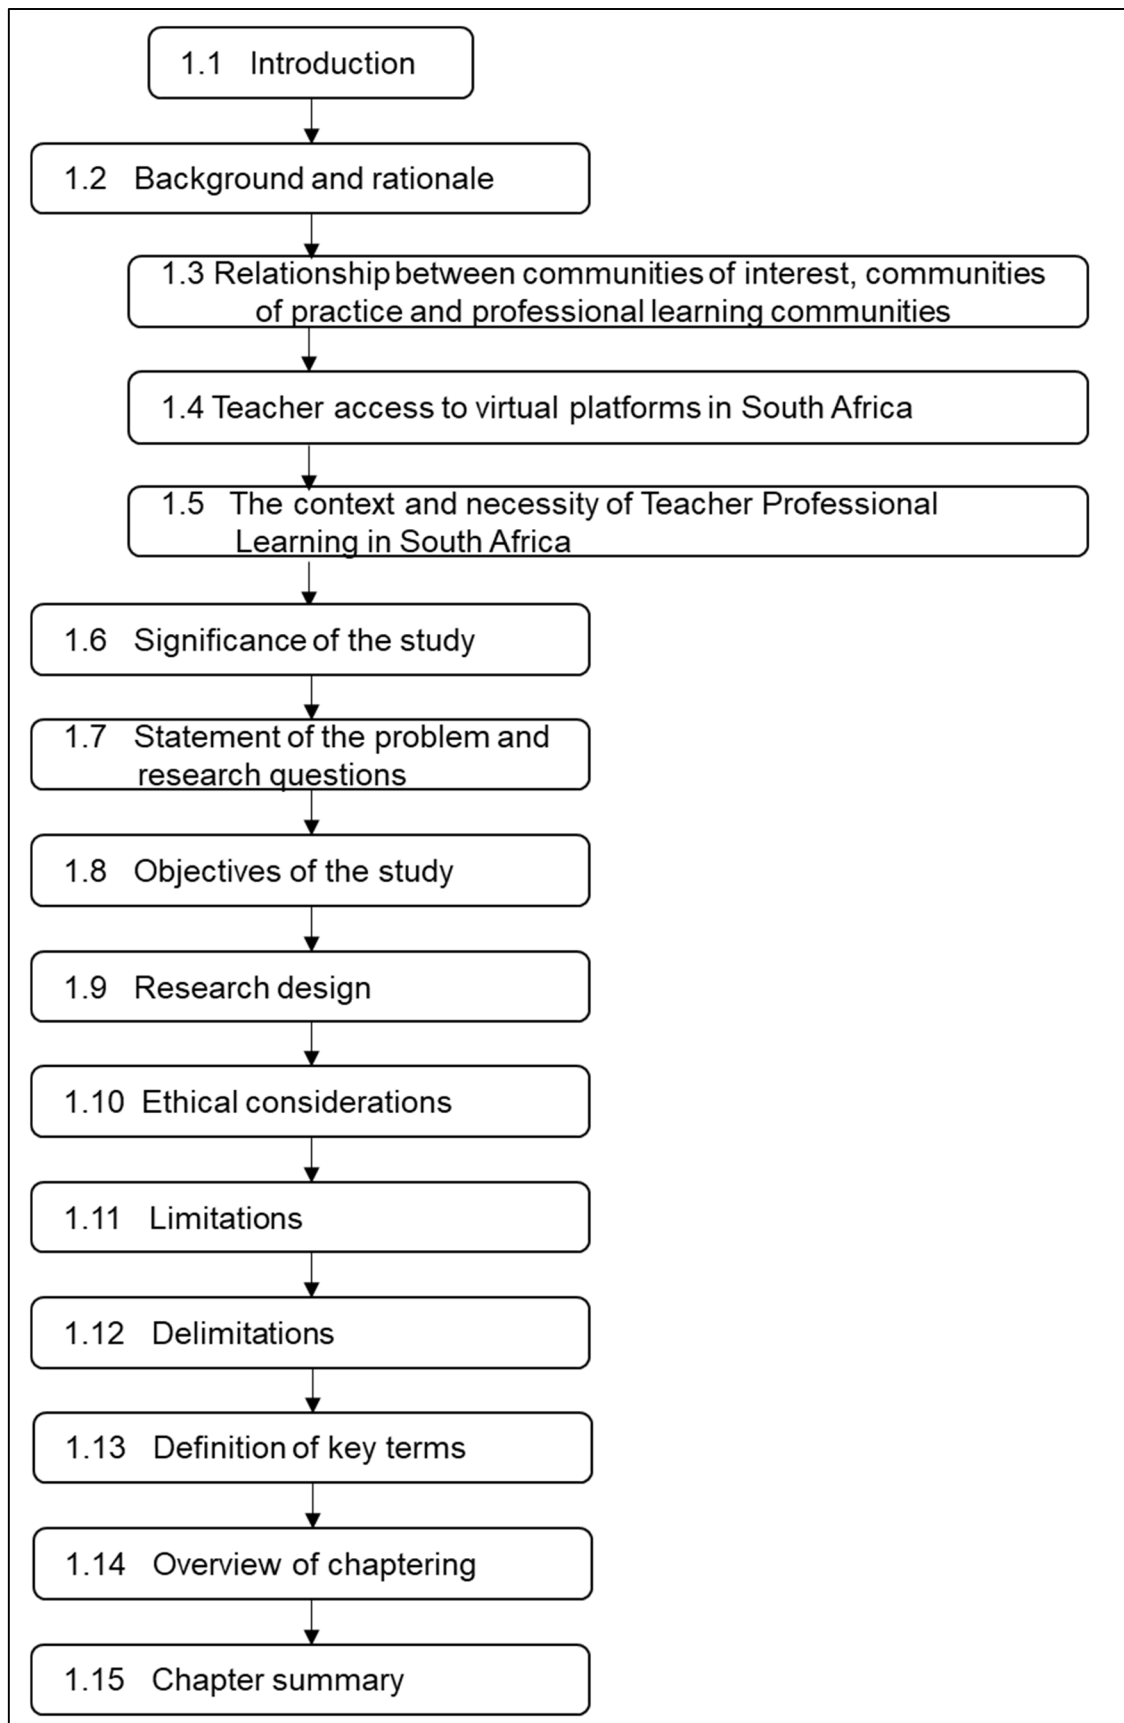 1.1 Introduction
1.2 Background and rationale
1.3 Relationship between communities of interest, communities
of practice and professional learning communities
1.4 Teacher access to virtual platforms in South Africa
1.5 The context and necessity of Teacher Professional
Learning in South Africa
1.6 Significance of the study
1.7 Statement of the problem and
research questions
1.8 Objectives of the study
1.9 Research design
1.10 Ethical considerations
1.11 Limitations
1.12 Delimitations
1.13 Definition of key terms
1.14 Overview of chaptering
1.15 Chapter summary